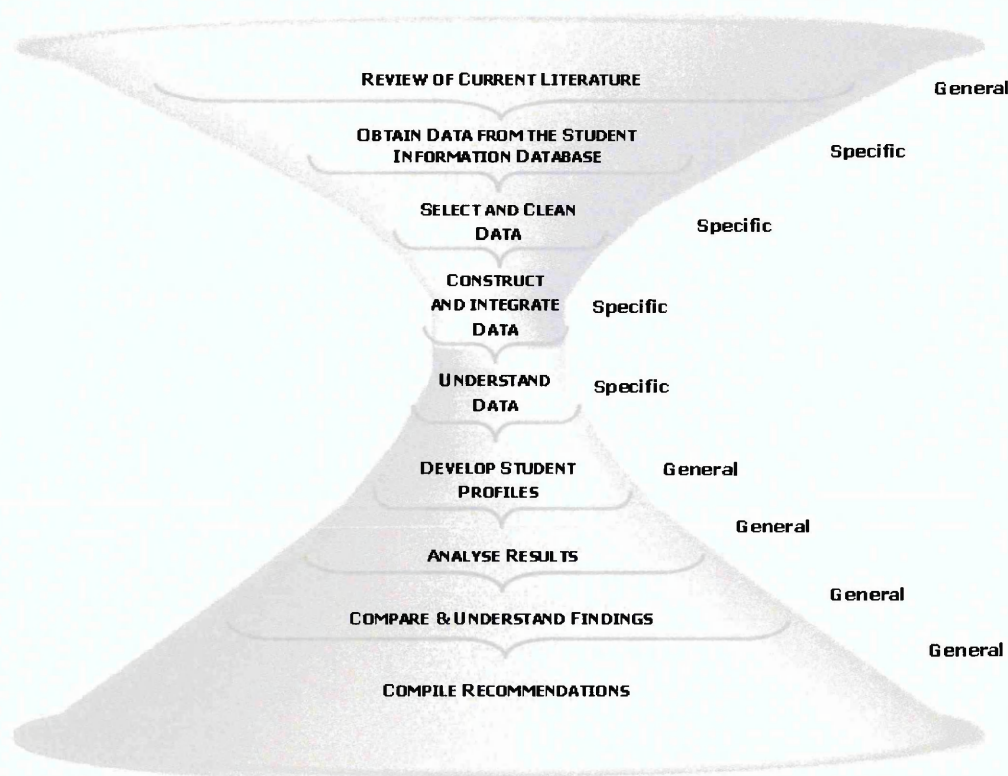 REVIEW OF CURRENT LITERATURE
General
OBTAIN DATA FROM THE STUDENT
INFORMATION DATABASE
Specific
SELECT AND CLEAN
DATA
Specific
CONSTRUCT
AND INTEGRATE
DATA
Specific
UNDERSTAND
DATA
Specific
DEVELOP STUDENT
PROFILES
General
General
ANALYSE RESULTS
General
COMPARE & UNDERSTAND FINDINGS
General
COMPILE RECOMMENDATIONS